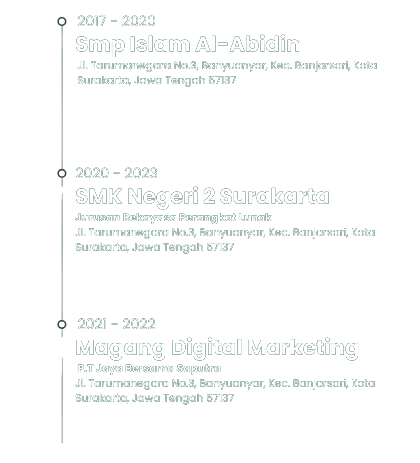 2017 - 2020
Smp Islam Al-Abidin
Jl. Tarumanegara No.3, Banyuanyar, Kec. Banjarsari, Kota
Surakarta, Jawa Tengah 57137
2020 - 2023
SMK Negeri 2 Surakarta
Jurusan Rekayasa Perangkat Lunak
Jl. Tarumanegara No.3, Banyuanyar, Kec. Banjarsari, Kota
Surakarta, Jawa Tengah 57137
2021 - 2022
Magang Digital Marketing
P.T Jaya Bersama Saputra
Jl. Tarumanegara No.3, Banyuanyar, Kec. Banjarsari, Kota
Surakarta, Jawa Tengah 57137